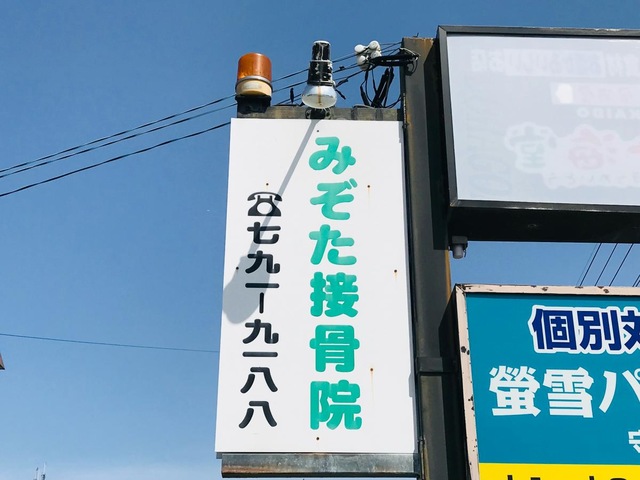 みぞた接骨院
☎七九一ー九一八八
個別対
螢雪パ